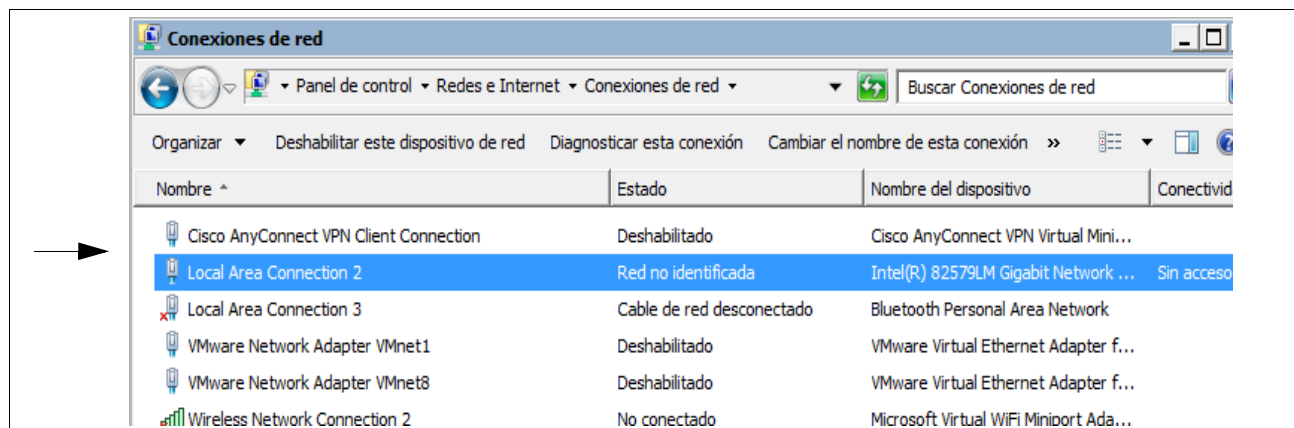 Conexiones de red
Panel de control Redes e Internet Conexiones de red Buscar Conexiones de red
Organizar Deshabilitar este dispositivo de red Diagnosticar esta conexión Cambiar el nombre de esta conexión »
Nombre Estado Nombre del dispositivo Conectivid
Cisco AnyConnect VPN Client Connection Deshabilitado Cisco AnyConnect VPN Virtual Mini...
Local Area Connection 2 Red no identificada Intel(R) 82579LM Gigabit Network ... Sin acceso
Local Area Connection 3 Cable de red desconectado Bluetooth Personal Area Network
VMware Network Adapter VMnet1 Deshabilitado VMware Virtual Ethernet Adapter f...
VMware Network Adapter VMnet8 Deshabilitado VMware Virtual Ethernet Adapter f...
Wireless Network Connection 2 No conectado Microsoft Virtual WiFi Miniport Ada...